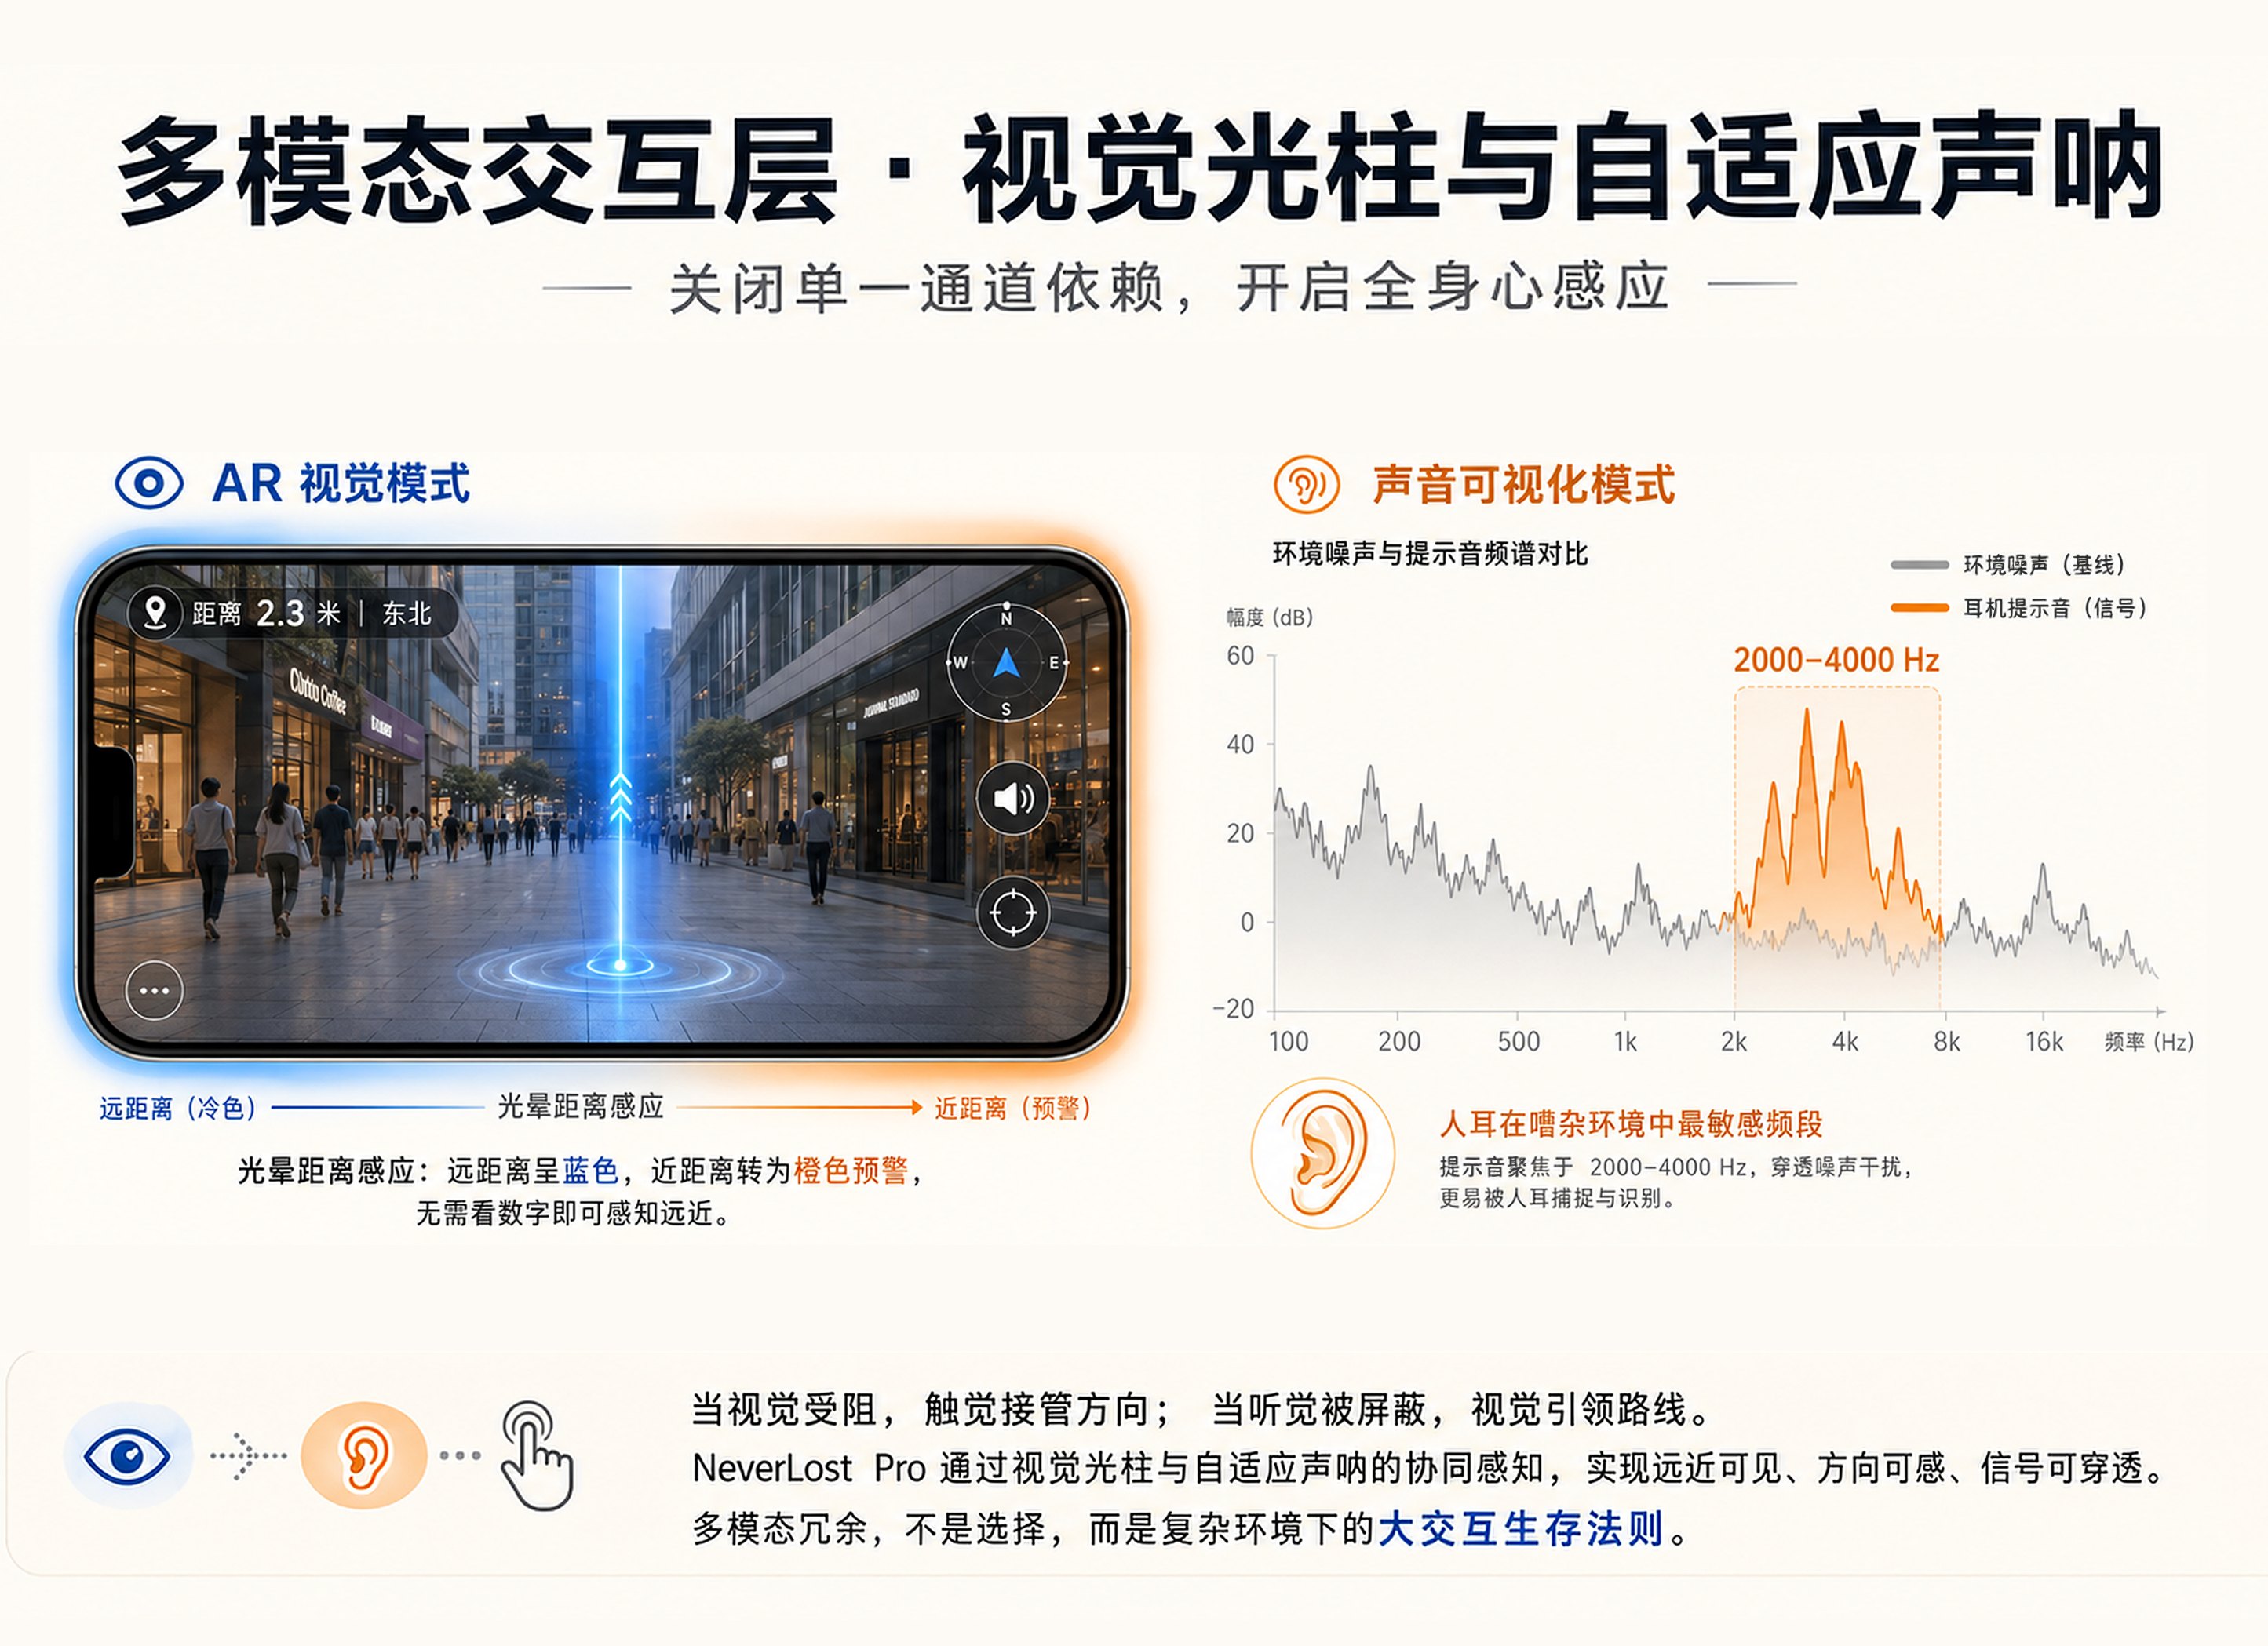 多模态交互层 · 视觉光柱与自适应声呐
关闭单一通道依赖，开启全身心感应
AR 视觉模式
距离 2.3 米 | 东北
N
W
E
S
远距离（冷色）
光晕距离感应
近距离（预警）
光晕距离感应：远距离呈蓝色，近距离转为橙色预警，
无需看数字即可感知远近。
声音可视化模式
环境噪声与提示音频谱对比
环境噪声（基线）
耳机提示音（信号）
幅度 (dB)
2000–4000 Hz
60
40
20
0
−20
100 200 500 1k 2k 4k 8k 16k 频率 (Hz)
人耳在嘈杂环境中最敏感频段
提示音聚焦于 2000–4000 Hz，穿透噪声干扰，
更易被人耳捕捉与识别。
当视觉受阻，触觉接管方向； 当听觉被屏蔽，视觉引领路线。
NeverLost Pro 通过视觉光柱与自适应声呐的协同感知，实现远近可见、方向可感、信号可穿透。
多模态冗余，不是选择，而是复杂环境下的大交互生存法则。